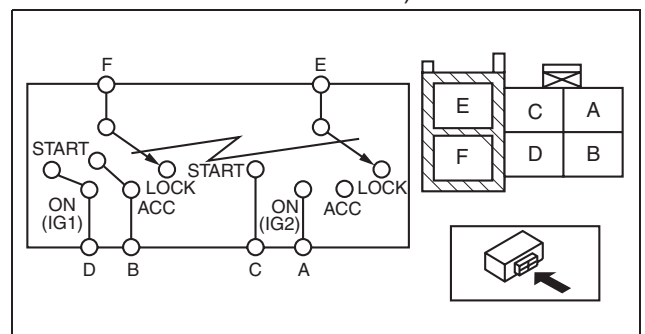 F E
START
LOCK
ON
(IG1)
ACC
START
ON
(IG2)
ACC
LOCK
D B C A
E C A
F D B